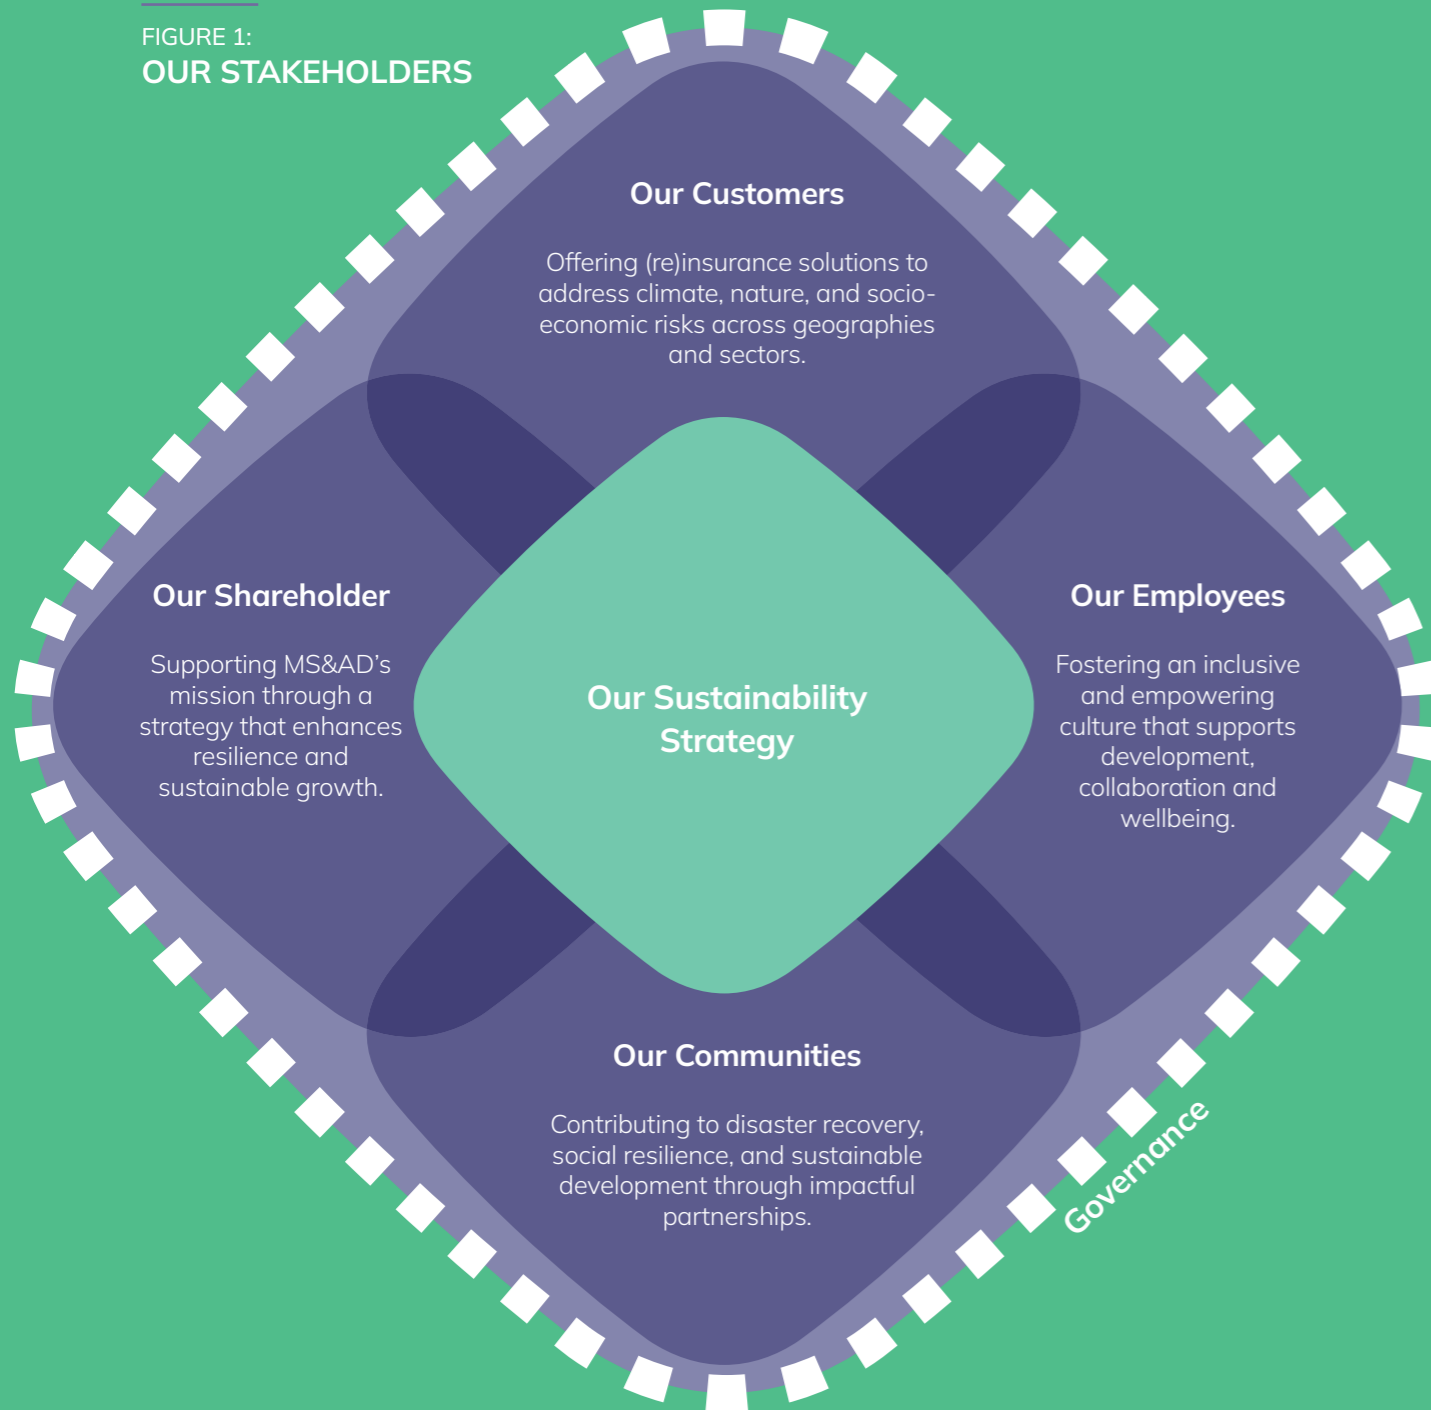 FIGURE 1:
OUR STAKEHOLDERS
Our Customers
Offering (re)insurance solutions to
address climate, nature, and socio-
economic risks across geographies
and sectors.
Our Shareholder
Supporting MS&AD’s
mission through a
strategy that enhances
resilience and
sustainable growth.
Our Sustainability
Strategy
Our Employees
Fostering an inclusive
and empowering
culture that supports
development,
collaboration and
wellbeing.
Our Communities
Contributing to disaster recovery,
social resilience, and sustainable
development through impactful
partnerships.
Governance